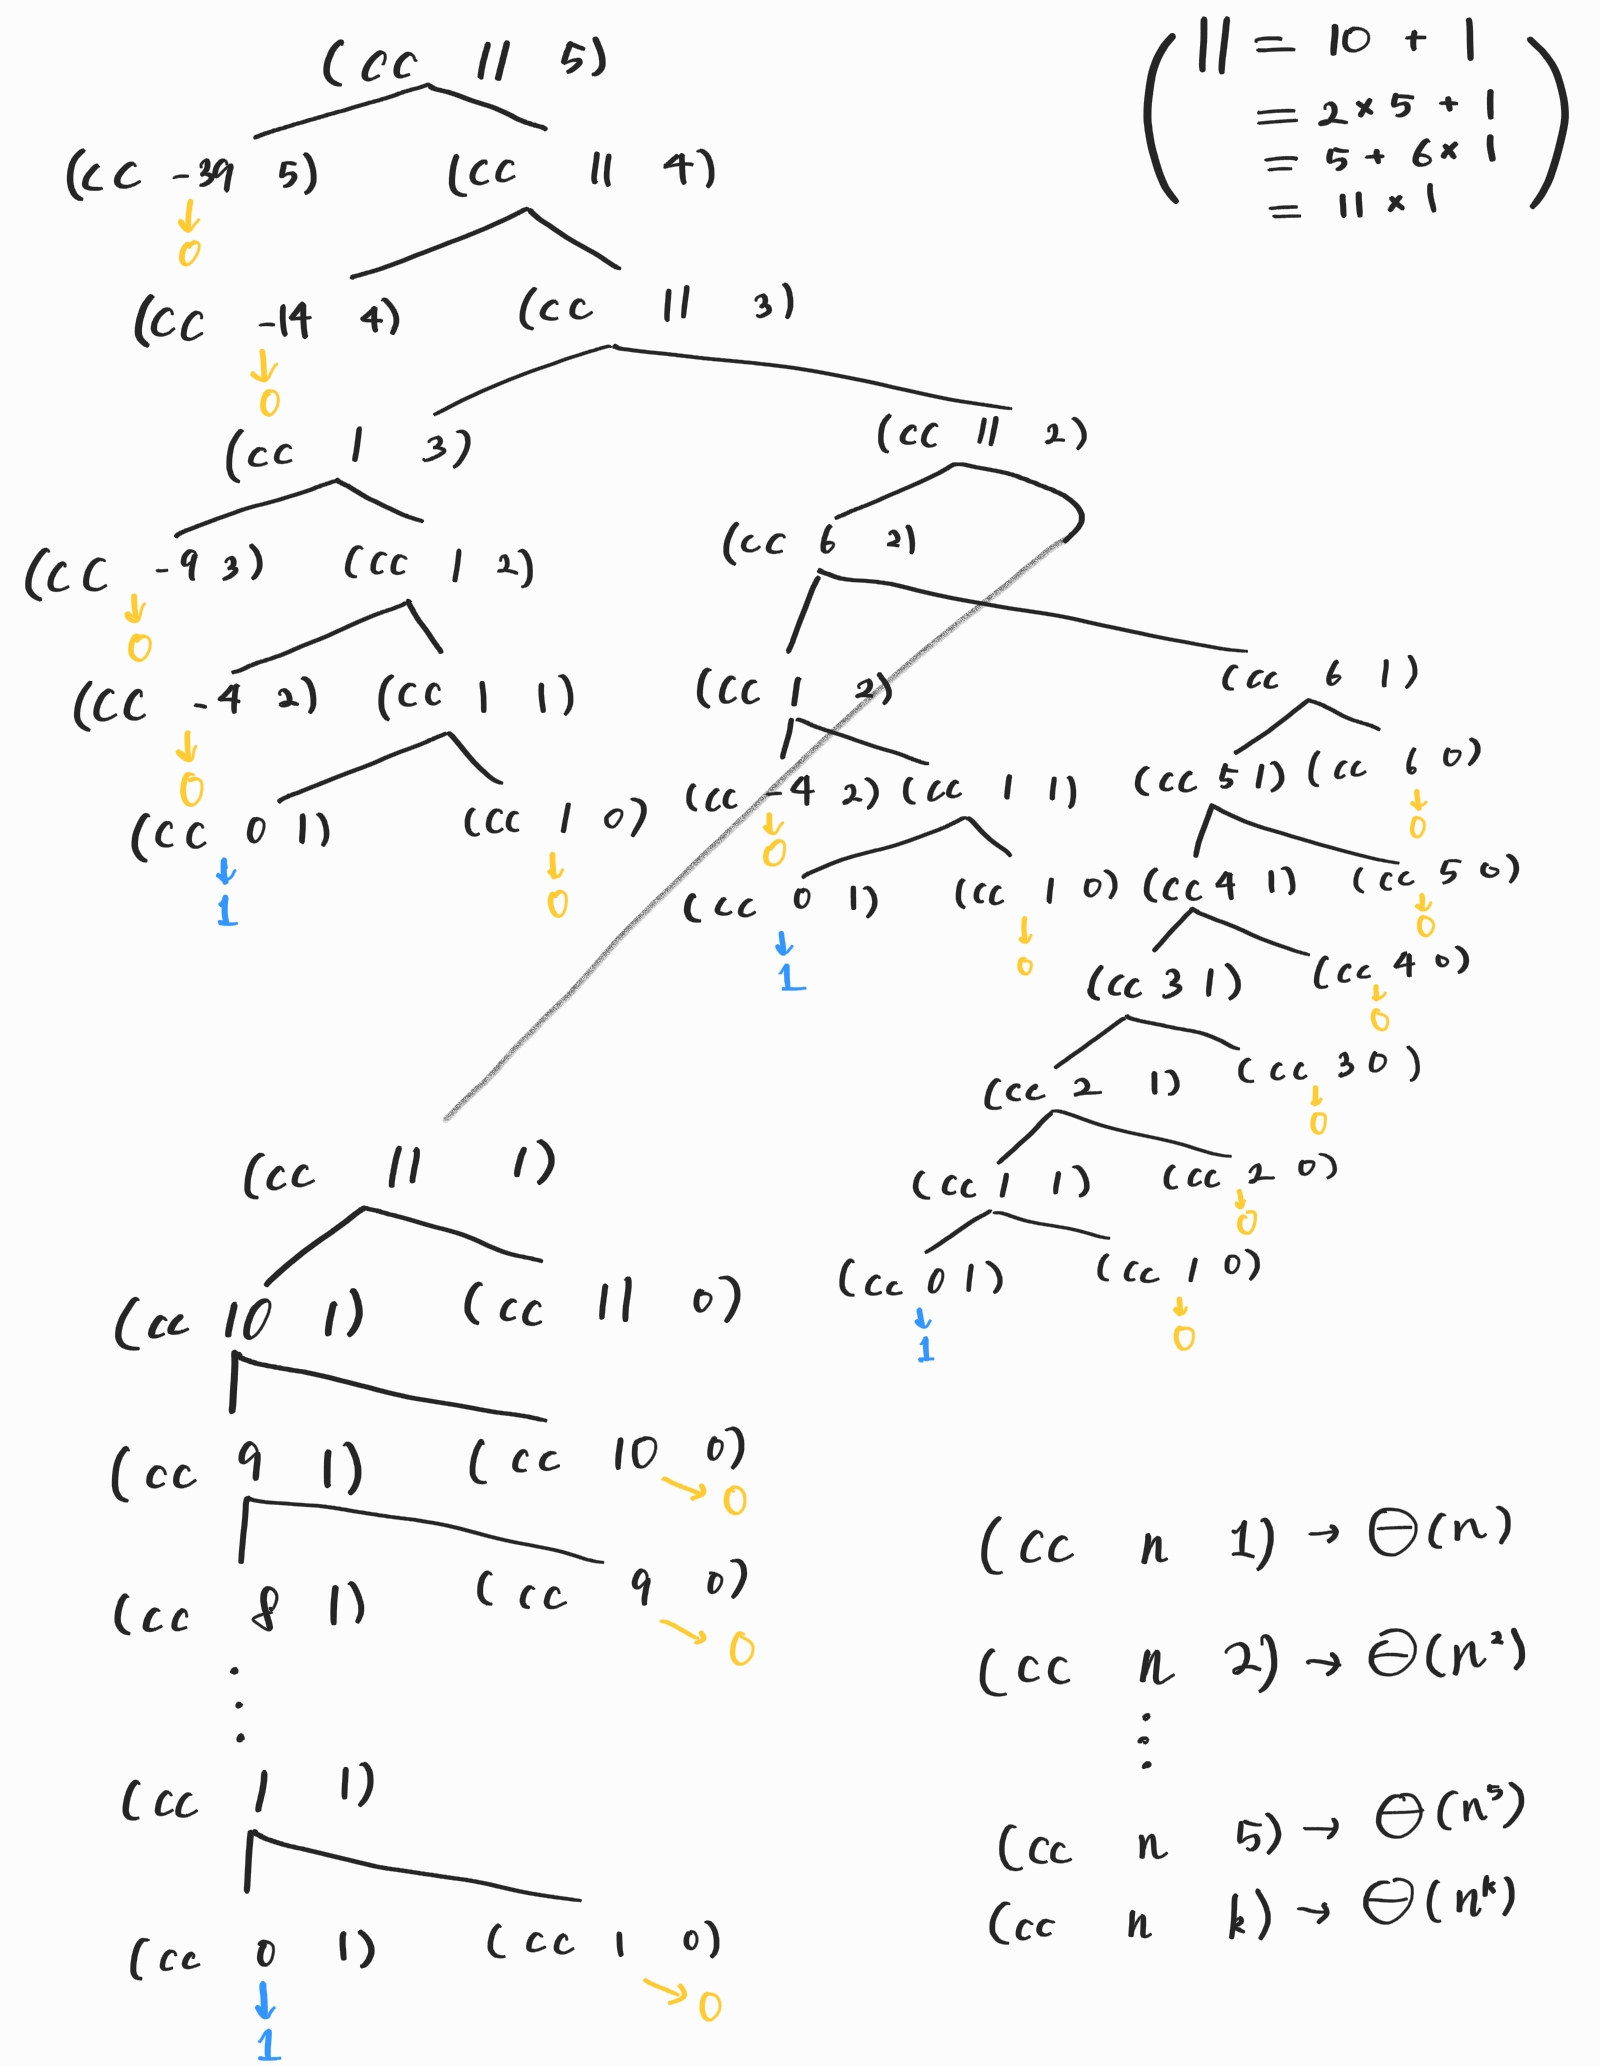 (cc 11 5)
(cc -39 5) (cc 11 4)
0
(cc -14 4) (cc 11 3)
0
(cc 1 3) (cc 11 2)
(cc -9 3) (cc 1 2) (cc 6 2)
0
(cc -4 2) (cc 1 1) (cc 1 2) (cc 6 1)
0
(cc 0 1) (cc 1 0) (cc -4 2) (cc 1 1) (cc 5 1) (cc 6 0)
1 0 0 0
(cc 0 1) (cc 1 0) (cc 4 1) (cc 5 0)
1 0 0
(cc 3 1) (cc 4 0)
0
(cc 2 1) (cc 3 0)
0
(cc 1 1) (cc 2 0)
0
(cc 0 1) (cc 1 0)
1 0
(cc 11 1)
(cc 10 1) (cc 11 0)
(cc 9 1) (cc 10 0)
→ 0
(cc 8 1) (cc 9 0)
→ 0
⋮
(cc 1 1)
(cc 0 1) (cc 1 0)
1 → 0
11 = 10 + 1
= 2 × 5 + 1
= 5 + 6 × 1
= 11 × 1
(cc n 1) → Θ(n)
(cc n 2) → Θ(n²)
⋮
(cc n 5) → Θ(n⁵)
(cc n k) → Θ(nᵏ)